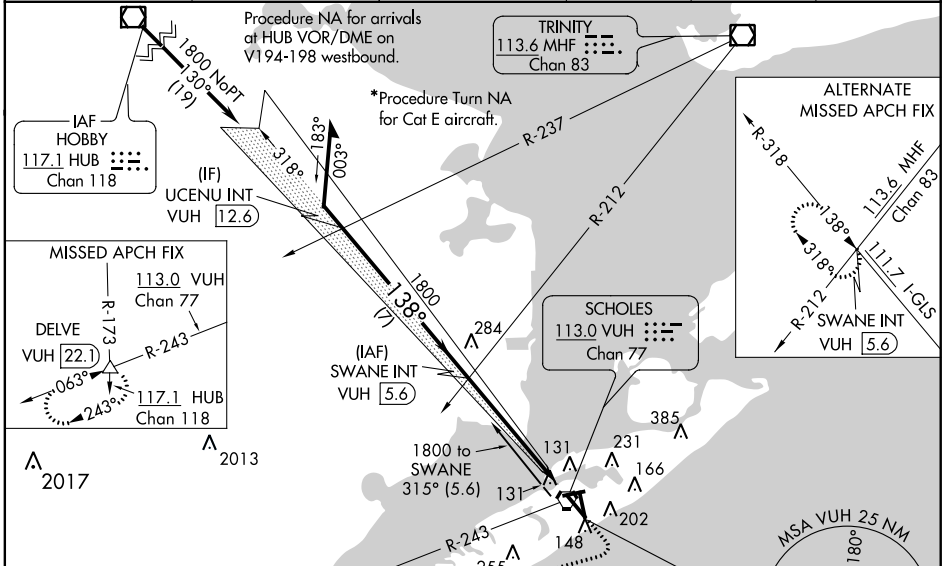 Procedure NA for arrivals
at HUB VOR/DME on
V194-198 westbound.
TRINITY
113.6 MHF
Chan 83
1800 NoPT
130°
(19)
*Procedure Turn NA
for Cat E aircraft.
IAF
HOBBY
117.1 HUB
Chan 118
R-237
R-212
183°
003°
318°
(IF)
UCENU INT
VUH 12.6
ALTERNATE
MISSED APCH FIX
R-318
113.6 MHF
Chan 83
138°
318°
111.7 I-GLS
R-212
SWANE INT
VUH 5.6
MISSED APCH FIX
113.0 VUH
Chan 77
R-173
DELVE
VUH 22.1
R-243
063°
243°
117.1 HUB
Chan 118
1800
138°
(7)
SCHOLES
113.0 VUH
Chan 77
284
(IAF)
SWANE INT
VUH 5.6
385
231
131
166
1800 to
SWANE
315° (5.6)
131
202
148
R-243
2017
2013
MSA VUH 25 NM
180°